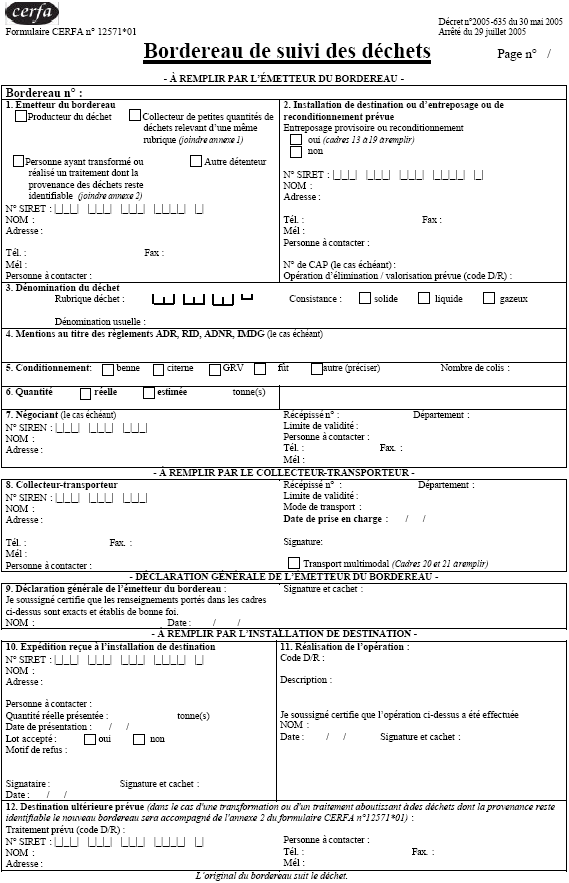 cerfa
Formulaire CERFA n° 12571*01
Décret n°2005-635 du 30 mai 2005
Arrêté du 29 juillet 2005
Bordereau de suivi des déchets
Page n° /
- À REMPLIR PAR L'ÉMETTEUR DU BORDEREAU -
Bordereau n° :
1. Emetteur du bordereau
Producteur du déchet
Collecteur de petites quantités de
déchets relevant d'une même
rubrique (joindre annexe 1)
Personne ayant transformé ou
réalisé un traitement dont la
provenance des déchets reste
identifiable (joindre annexe 2)
Autre détenteur
N° SIRET :
NOM :
Adresse :
Tél. : Fax :
Mél :
Personne à contacter :
2. Installation de destination ou d'entreposage ou de
reconditionnement prévue
Entreposage provisoire ou reconditionnement
oui (cadres 13 à 19 à remplir)
non
N° SIRET :
NOM :
Adresse :
Tél. : Fax :
Mél :
Personne à contacter :
N° de CAP (le cas échéant) :
Opération d'élimination / valorisation prévue (code D/R) :
3. Dénomination du déchet
Rubrique déchet : Consistance : solide liquide gazeux
Dénomination usuelle :
4. Mentions au titre des règlements ADR, RID, ADNR, IMDG (le cas échéant)
5. Conditionnement: benne citerne GRV fût autre (préciser) Nombre de colis :
6. Quantité réelle estimée tonne(s)
7. Négociant (le cas échéant)
N° SIREN :
NOM :
Adresse :
Récépissé n° : Département :
Limite de validité :
Personne à contacter :
Tél. : Fax. :
Mél :
- À REMPLIR PAR LE COLLECTEUR-TRANSPORTEUR -
8. Collecteur-transporteur
N° SIREN :
NOM :
Adresse :
Tél. : Fax. :
Mél :
Personne à contacter :
Récépissé n° : Département :
Limite de validité :
Mode de transport :
Date de prise en charge : / /
Signature:
Transport multimodal (Cadres 20 et 21 à remplir)
- DÉCLARATION GÉNÉRALE DE L'ÉMETTEUR DU BORDEREAU -
9. Déclaration générale de l'émetteur du bordereau :
Je soussigné certifie que les renseignements portés dans les cadres
ci-dessus sont exacts et établis de bonne foi.
NOM : Date : / /
Signature et cachet :
- À REMPLIR PAR L'INSTALLATION DE DESTINATION -
10. Expédition reçue à l'installation de destination
N° SIRET :
NOM :
Adresse :
Personne à contacter :
Quantité réelle présentée : tonne(s)
Date de présentation : / /
Lot accepté : oui non
Motif de refus :
Signataire : Signature et cachet :
Date : / /
11. Réalisation de l'opération :
Code D/R :
Description :
Je soussigné certifie que l'opération ci-dessus a été effectuée
NOM :
Date : / / Signature et cachet :
12. Destination ultérieure prévue (dans le cas d'une transformation ou d'un traitement aboutissant à des déchets dont la provenance reste
identifiable le nouveau bordereau sera accompagné de l'annexe 2 du formulaire CERFA n°12571*01) :
Traitement prévu (code D/R) :
N° SIRET :
NOM :
Adresse :
Personne à contacter :
Tél. : Fax. :
Mél :
L'original du bordereau suit le déchet.